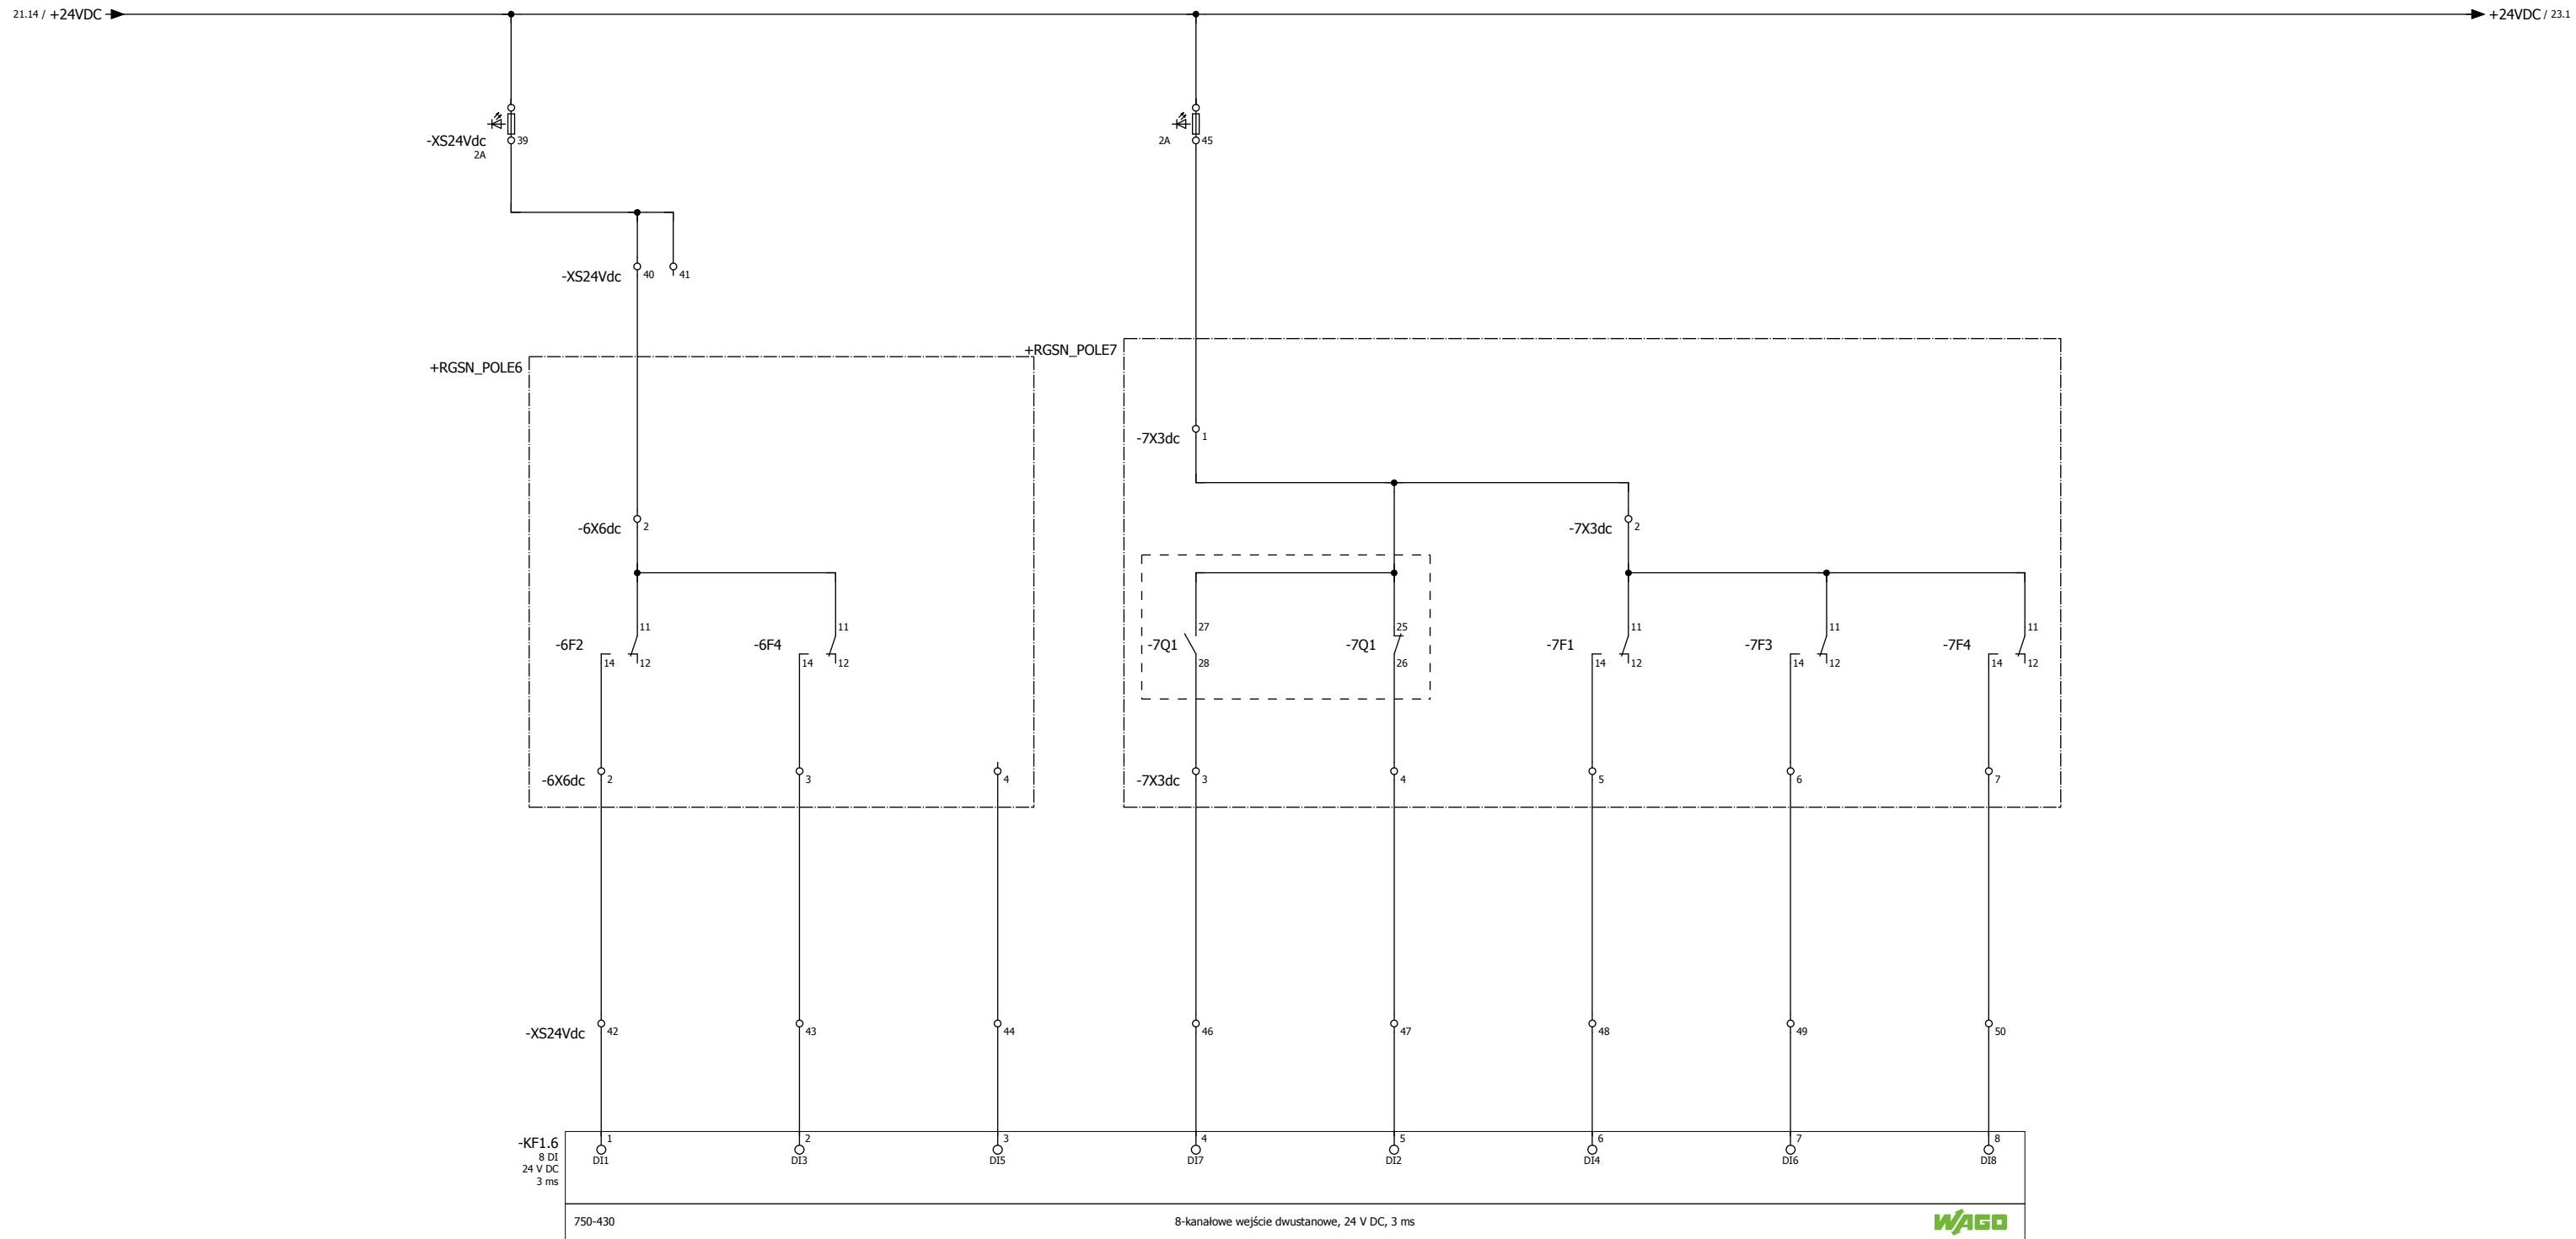 21.14 / +24VDC
+24VDC / 23.1
-XS24Vdc
2A
39
2A
45
-XS24Vdc
40
41
+RGSN_POLE6
+RGSN_POLE7
-7X3dc
1
-6X6dc
2
-7X3dc
2
-6F2
11
14
12
-6F4
11
14
12
-7Q1
27
28
-7Q1
25
26
-7F1
11
14
12
-7F3
11
14
12
-7F4
11
14
12
-6X6dc
2
3
4
-7X3dc
3
4
5
6
7
-XS24Vdc
42
43
44
46
47
48
49
50
-KF1.6
8 DI
24 V DC
3 ms
1
2
3
4
5
6
7
8
DI1
DI3
DI5
DI7
DI2
DI4
DI6
DI8
750-430
8-kanałowe wejście dwustanowe, 24 V DC, 3 ms
WAGO